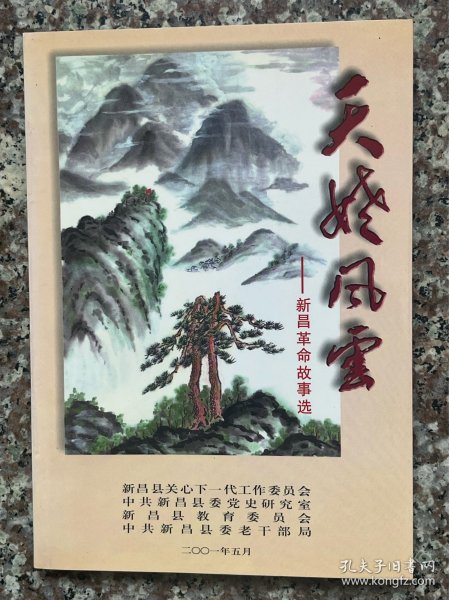 天姥风云
——新昌革命故事选
新昌县关心下一代工作委员会
中共新昌县委党史研究室
新昌县教育委员会
中共新昌县委老干部局
二〇〇一年五月
孔夫子旧书网
www.kongfz.com